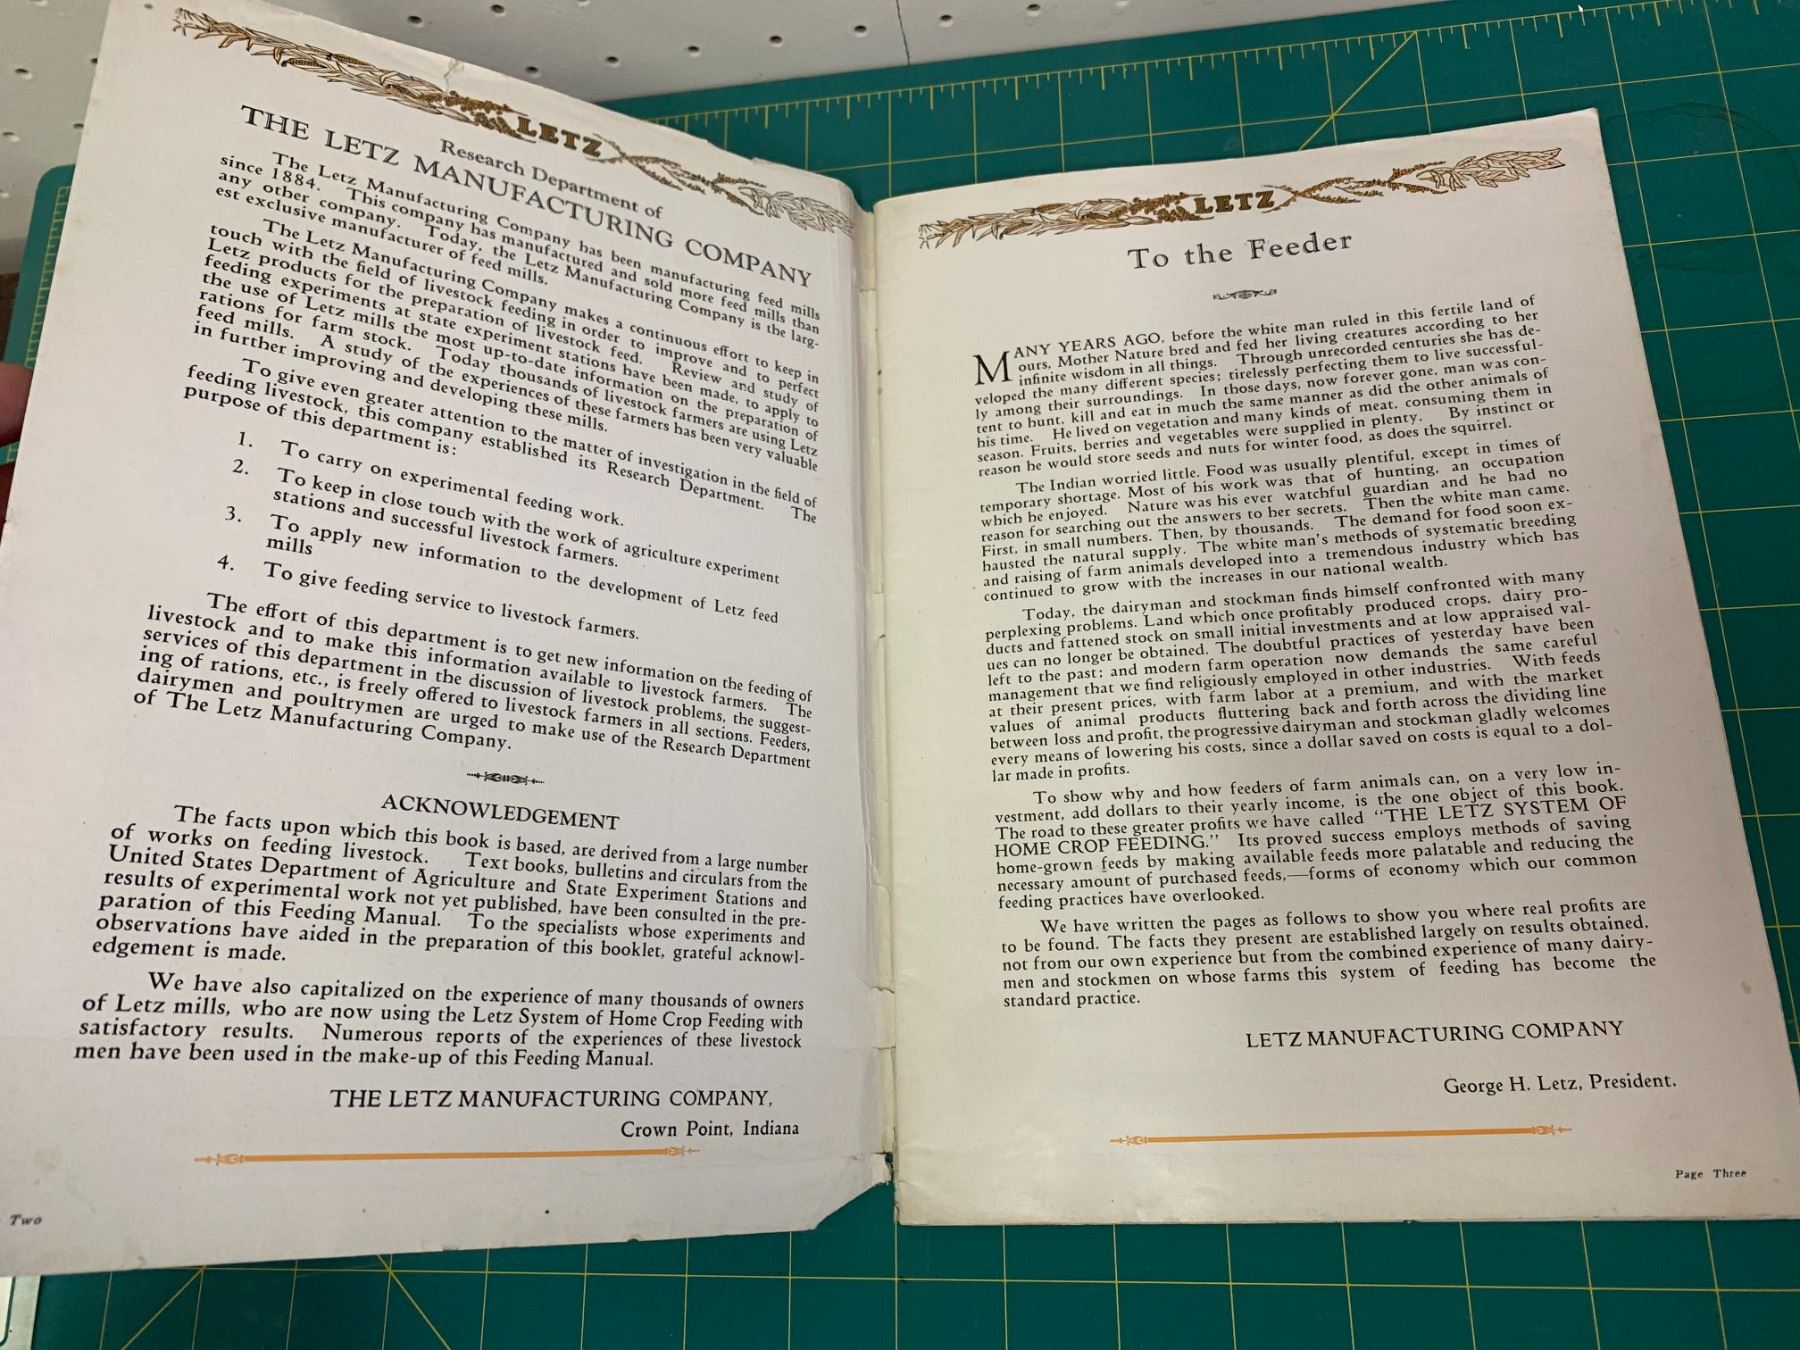 LETZ
Research Department of
THE LETZ MANUFACTURING COMPANY
The Letz Manufacturing Company has been manufacturing feed mills
since 1884. This company has manufactured and sold more feed mills than
any other company. Today, the Letz Manufacturing Company is the larg-
est exclusive manufacturer of feed mills.
The Letz Manufacturing Company makes a continuous effort to keep in
touch with the field of livestock feeding in order to improve and to perfect
Letz products for the preparation of livestock feed. Review and study of
feeding experiments at state experiment stations have been made, to apply to
the use of Letz mills the most up-to-date information on the preparation of
rations for farm stock. Today thousands of livestock farmers are using Letz
feed mills. A study of the experiences of these farmers has been very valuable
in further improving and developing these mills.
To give even greater attention to the matter of investigation in the field of
feeding livestock, this company established its Research Department. The
purpose of this department is:
1. To carry on experimental feeding work.
2. To keep in close touch with the work of agriculture experiment
stations and successful livestock farmers.
3. To apply new information to the development of Letz feed
mills
4. To give feeding service to livestock farmers.
The effort of this department is to get new information on the feeding of
livestock and to make this information available to livestock farmers. The
services of this department in the discussion of livestock problems, the suggest-
ing of rations, etc., is freely offered to livestock farmers in all sections. Feeders,
dairymen and poultrymen are urged to make use of the Research Department
of The Letz Manufacturing Company.
ACKNOWLEDGEMENT
The facts upon which this book is based, are derived from a large number
of works on feeding livestock. Text books, bulletins and circulars from the
United States Department of Agriculture and State Experiment Stations and
results of experimental work not yet published, have been consulted in the pre-
paration of this Feeding Manual. To the specialists whose experiments and
observations have aided in the preparation of this booklet, grateful acknowl-
edgement is made.
We have also capitalized on the experience of many thousands of owners
of Letz mills, who are now using the Letz System of Home Crop Feeding with
satisfactory results. Numerous reports of the experiences of these livestock
men have been used in the make-up of this Feeding Manual.
THE LETZ MANUFACTURING COMPANY,
Crown Point, Indiana
Two
LETZ
To the Feeder
MANY YEARS AGO, before the white man ruled in this fertile land of
ours, Mother Nature bred and fed her living creatures according to her
infinite wisdom in all things. Through unrecorded centuries she has de-
veloped the many different species; tirelessly perfecting them to live successful-
ly among their surroundings. In those days, now forever gone, man was con-
tent to hunt, kill and eat in much the same manner as did the other animals of
his time. He lived on vegetation and many kinds of meat, consuming them in
season. Fruits, berries and vegetables were supplied in plenty. By instinct or
reason he would store seeds and nuts for winter food, as does the squirrel.
The Indian worried little. Food was usually plentiful, except in times of
temporary shortage. Most of his work was that of hunting, an occupation
which he enjoyed. Nature was his ever watchful guardian and he had no
reason for searching out the answers to her secrets. Then the white man came.
First, in small numbers. Then, by thousands. The demand for food soon ex-
hausted the natural supply. The white man's methods of systematic breeding
and raising of farm animals developed into a tremendous industry which has
continued to grow with the increases in our national wealth.
Today, the dairyman and stockman finds himself confronted with many
perplexing problems. Land which once profitably produced crops, dairy pro-
ducts and fattened stock on small initial investments and at low appraised val-
ues can no longer be obtained. The doubtful practices of yesterday have been
left to the past; and modern farm operation now demands the same careful
management that we find religiously employed in other industries. With feeds
at their present prices, with farm labor at a premium, and with the market
values of animal products fluttering back and forth across the dividing line
between loss and profit, the progressive dairyman and stockman gladly welcomes
every means of lowering his costs, since a dollar saved on costs is equal to a dol-
lar made in profits.
To show why and how feeders of farm animals can, on a very low in-
vestment, add dollars to their yearly income, is the one object of this book.
The road to these greater profits we have called "THE LETZ SYSTEM OF
HOME CROP FEEDING." Its proved success employs methods of saving
home-grown feeds by making available feeds more palatable and reducing the
necessary amount of purchased feeds,—forms of economy which our common
feeding practices have overlooked.
We have written the pages as follows to show you where real profits are
to be found. The facts they present are established largely on results obtained,
not from our own experience but from the combined experience of many dairy-
men and stockmen on whose farms this system of feeding has become the
standard practice.
LETZ MANUFACTURING COMPANY
George H. Letz, President.
Page Three